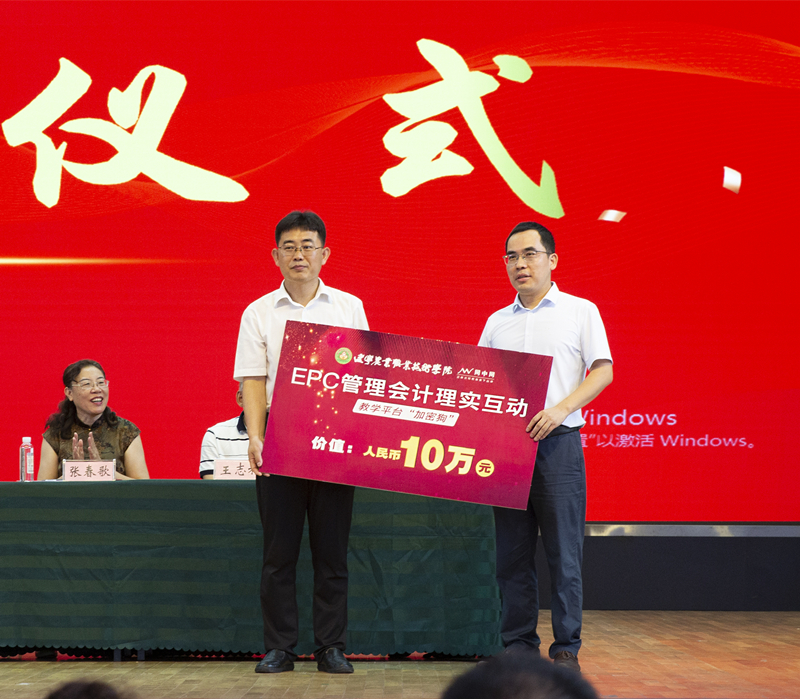 仪式
辽宁农业职业技术学院 网中网
EPC管理会计理实互动
教学平台“加密狗”
价值： 人民币10万元
Windows
置"以激活 Windows。
张春歌
王志